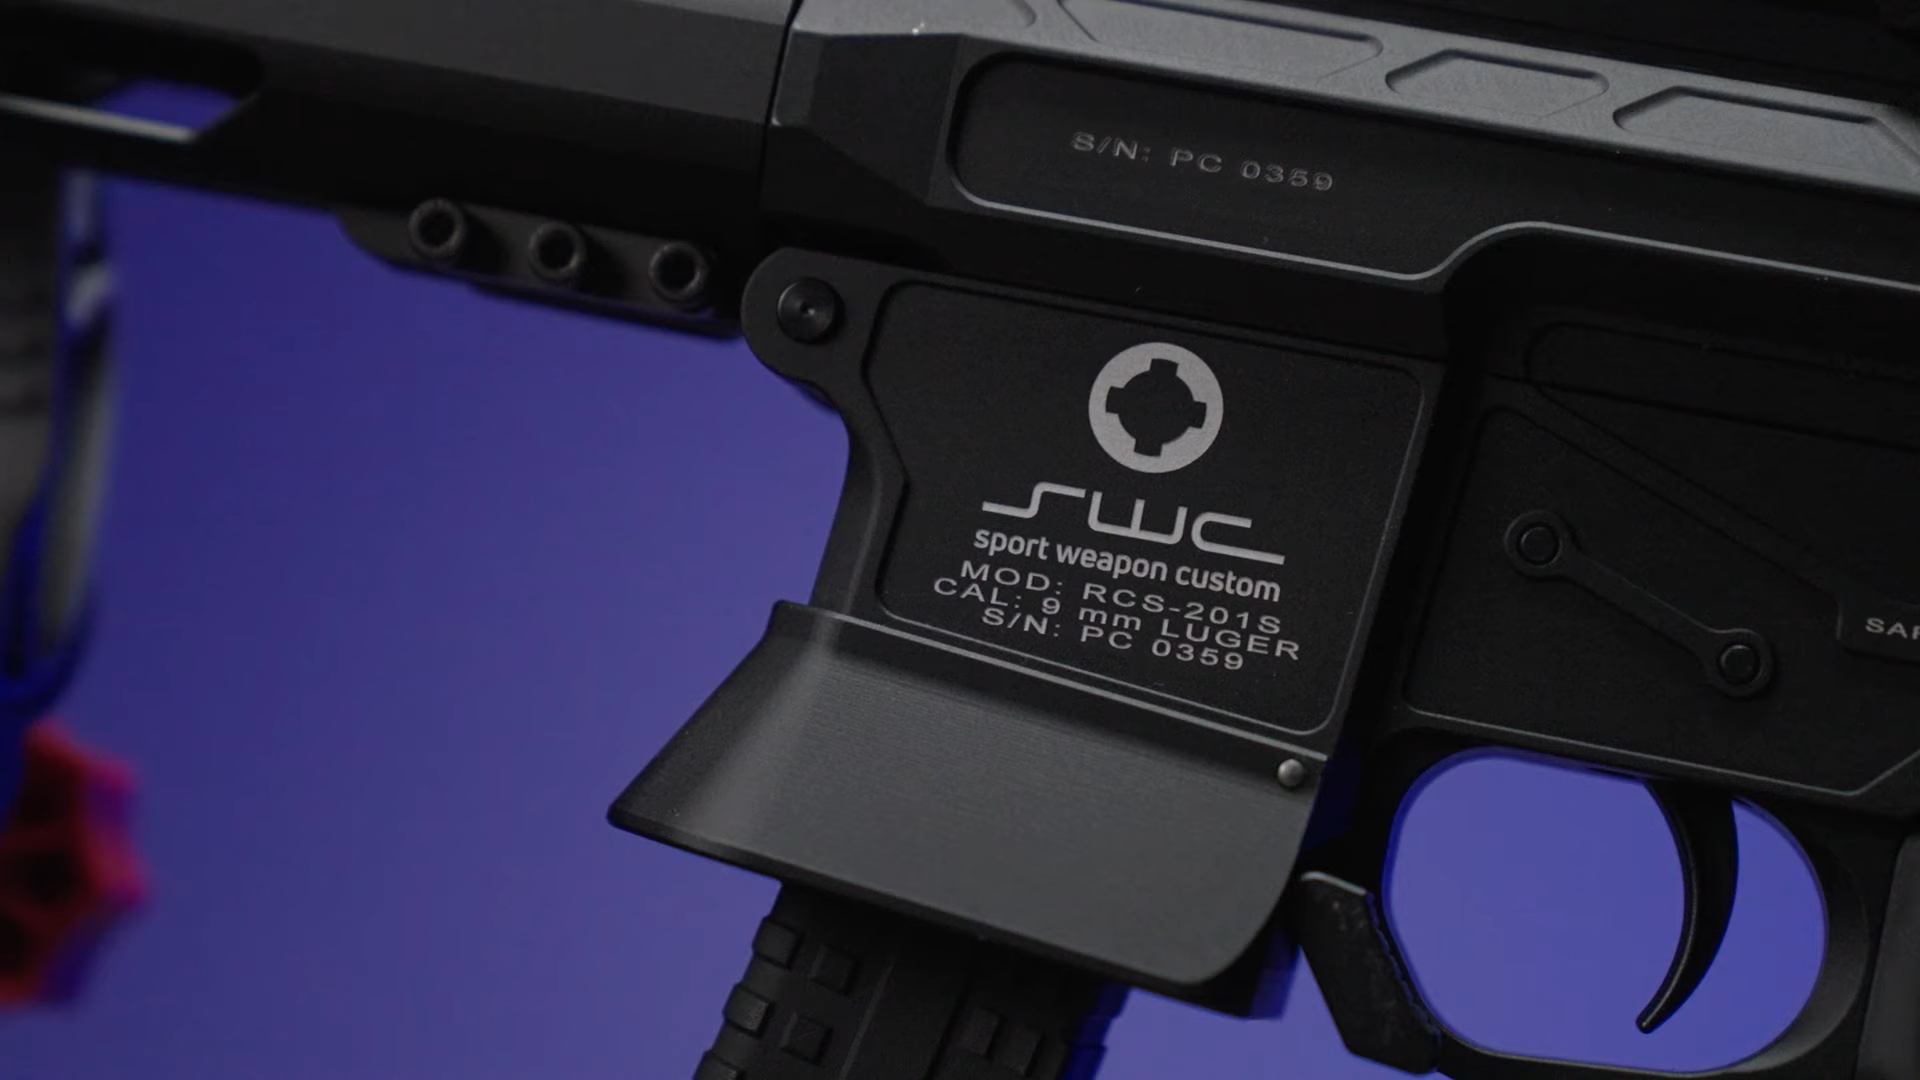 S/N: PC 0359
SWC
sport weapon custom
MOD: RCS-201S
CAL: 9 mm LUGER
S/N: PC 0359